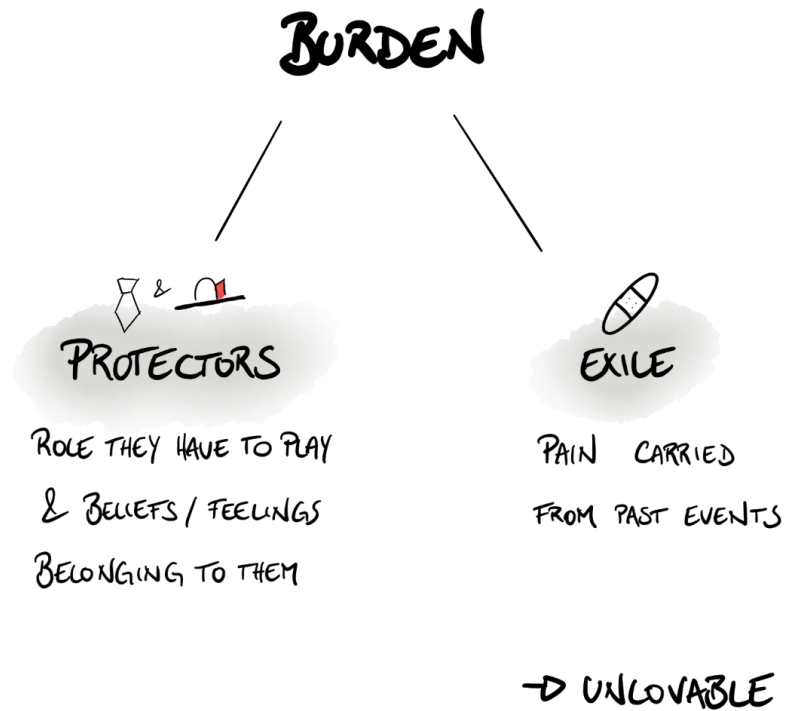 BURDEN
&
PROTECTORS
ROLE THEY HAVE TO PLAY
& BELIEFS / FEELINGS
BELONGING TO THEM
EXILE
PAIN CARRIED
FROM PAST EVENTS
→ UNLOVABLE